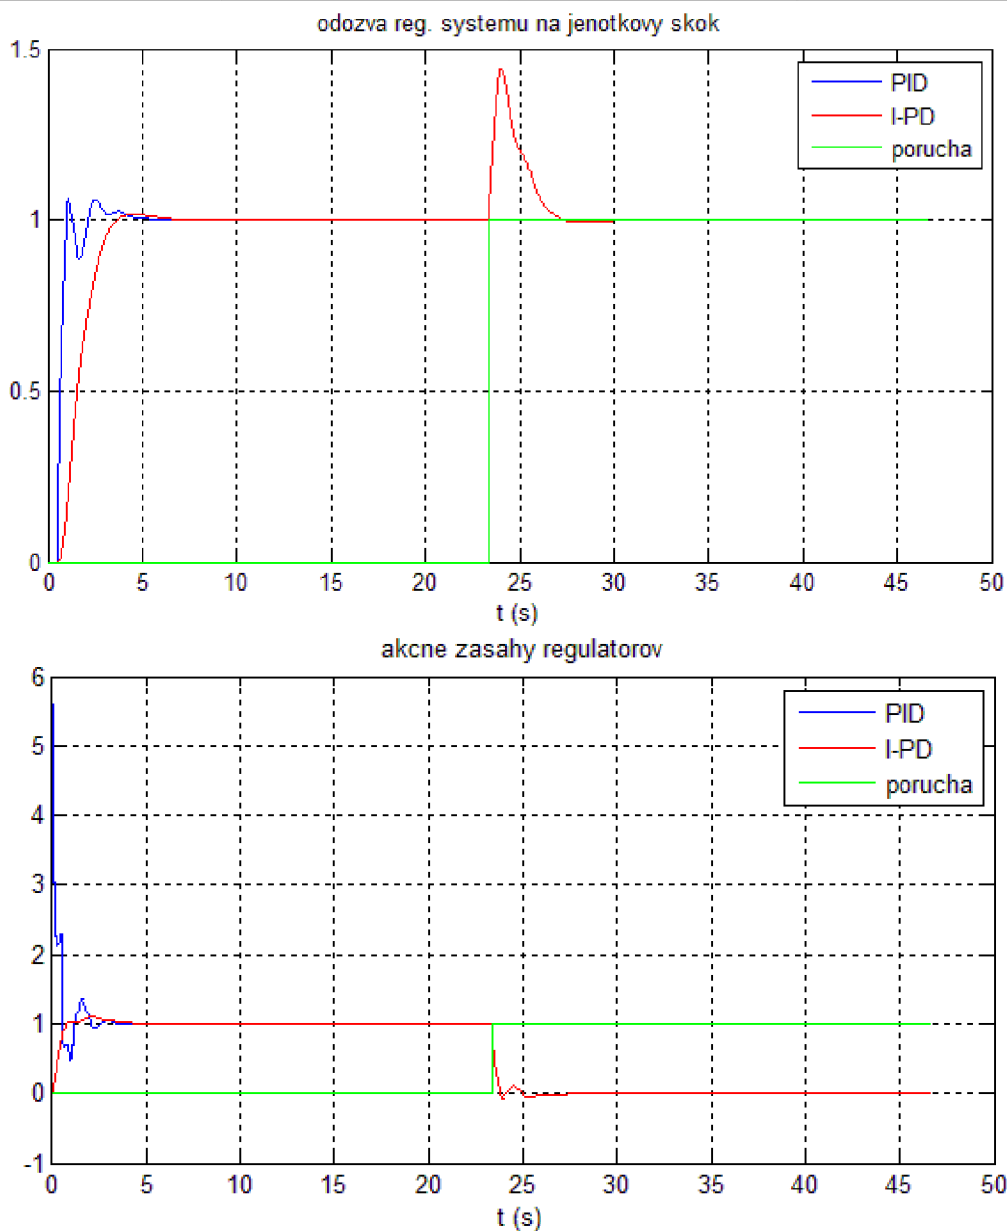 odozva reg. systemu na jenotkovy skok
1.5
PID
I-PD
porucha
1
0.5
0
0 5 10 15 20 25 30 35 40 45 50
t (s)
akcne zasahy regulatorov
6
PID
5
I-PD
porucha
4
3
2
1
0
-1
0 5 10 15 20 25 30 35 40 45 50
t (s)